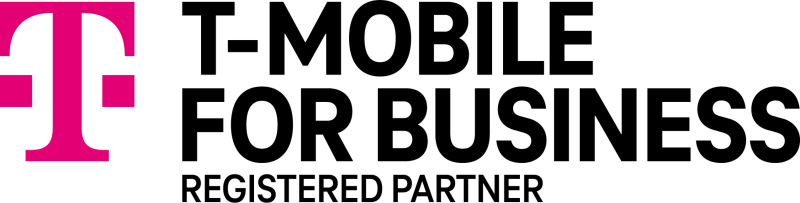 T
T-MOBILE
FOR BUSINESS
REGISTERED PARTNER